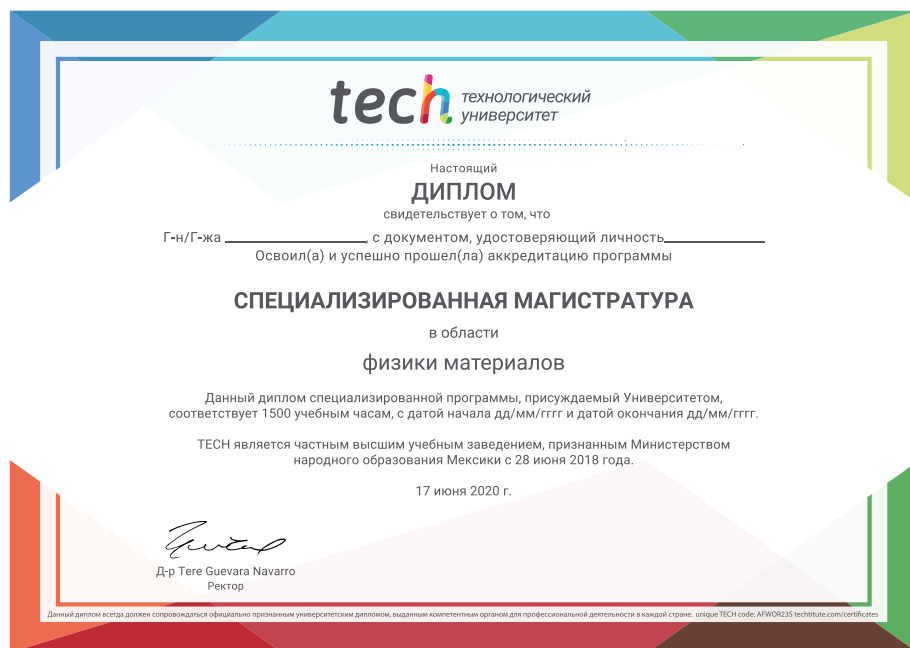 tech технологический
университет
Настоящий
ДИПЛОМ
свидетельствует о том, что
Г-н/Г-жа , с документом, удостоверяющий личность
Освоил(а) и успешно прошел(ла) аккредитацию программы
СПЕЦИАЛИЗИРОВАННАЯ МАГИСТРАТУРА
в области
физики материалов
Данный диплом специализированной программы, присуждаемый Университетом,
соответствует 1500 учебным часам, с датой начала дд/мм/гггг и датой окончания дд/мм/гггг.
TECH является частным высшим учебным заведением, признанным Министерством
народного образования Мексики с 28 июня 2018 года.
17 июня 2020 г.
Д-р Tere Guevara Navarro
Ректор
Данный диплом всегда должен сопровождаться официально признанным университетским дипломом, выданным компетентным органом для профессиональной деятельности в каждой стране. unique TECH code: AFWOR23S techtitute.com/certificates